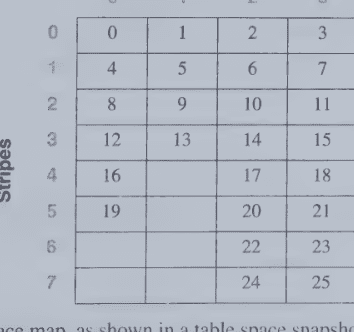 0 0 1 2 3
1 4 5 6 7
2 8 9 10 11
3 12 13 14 15
4 16 17 18
5 19 20 21
6 22 23
7 24 25
Stripes
ace map, as shown in a table space snapsho